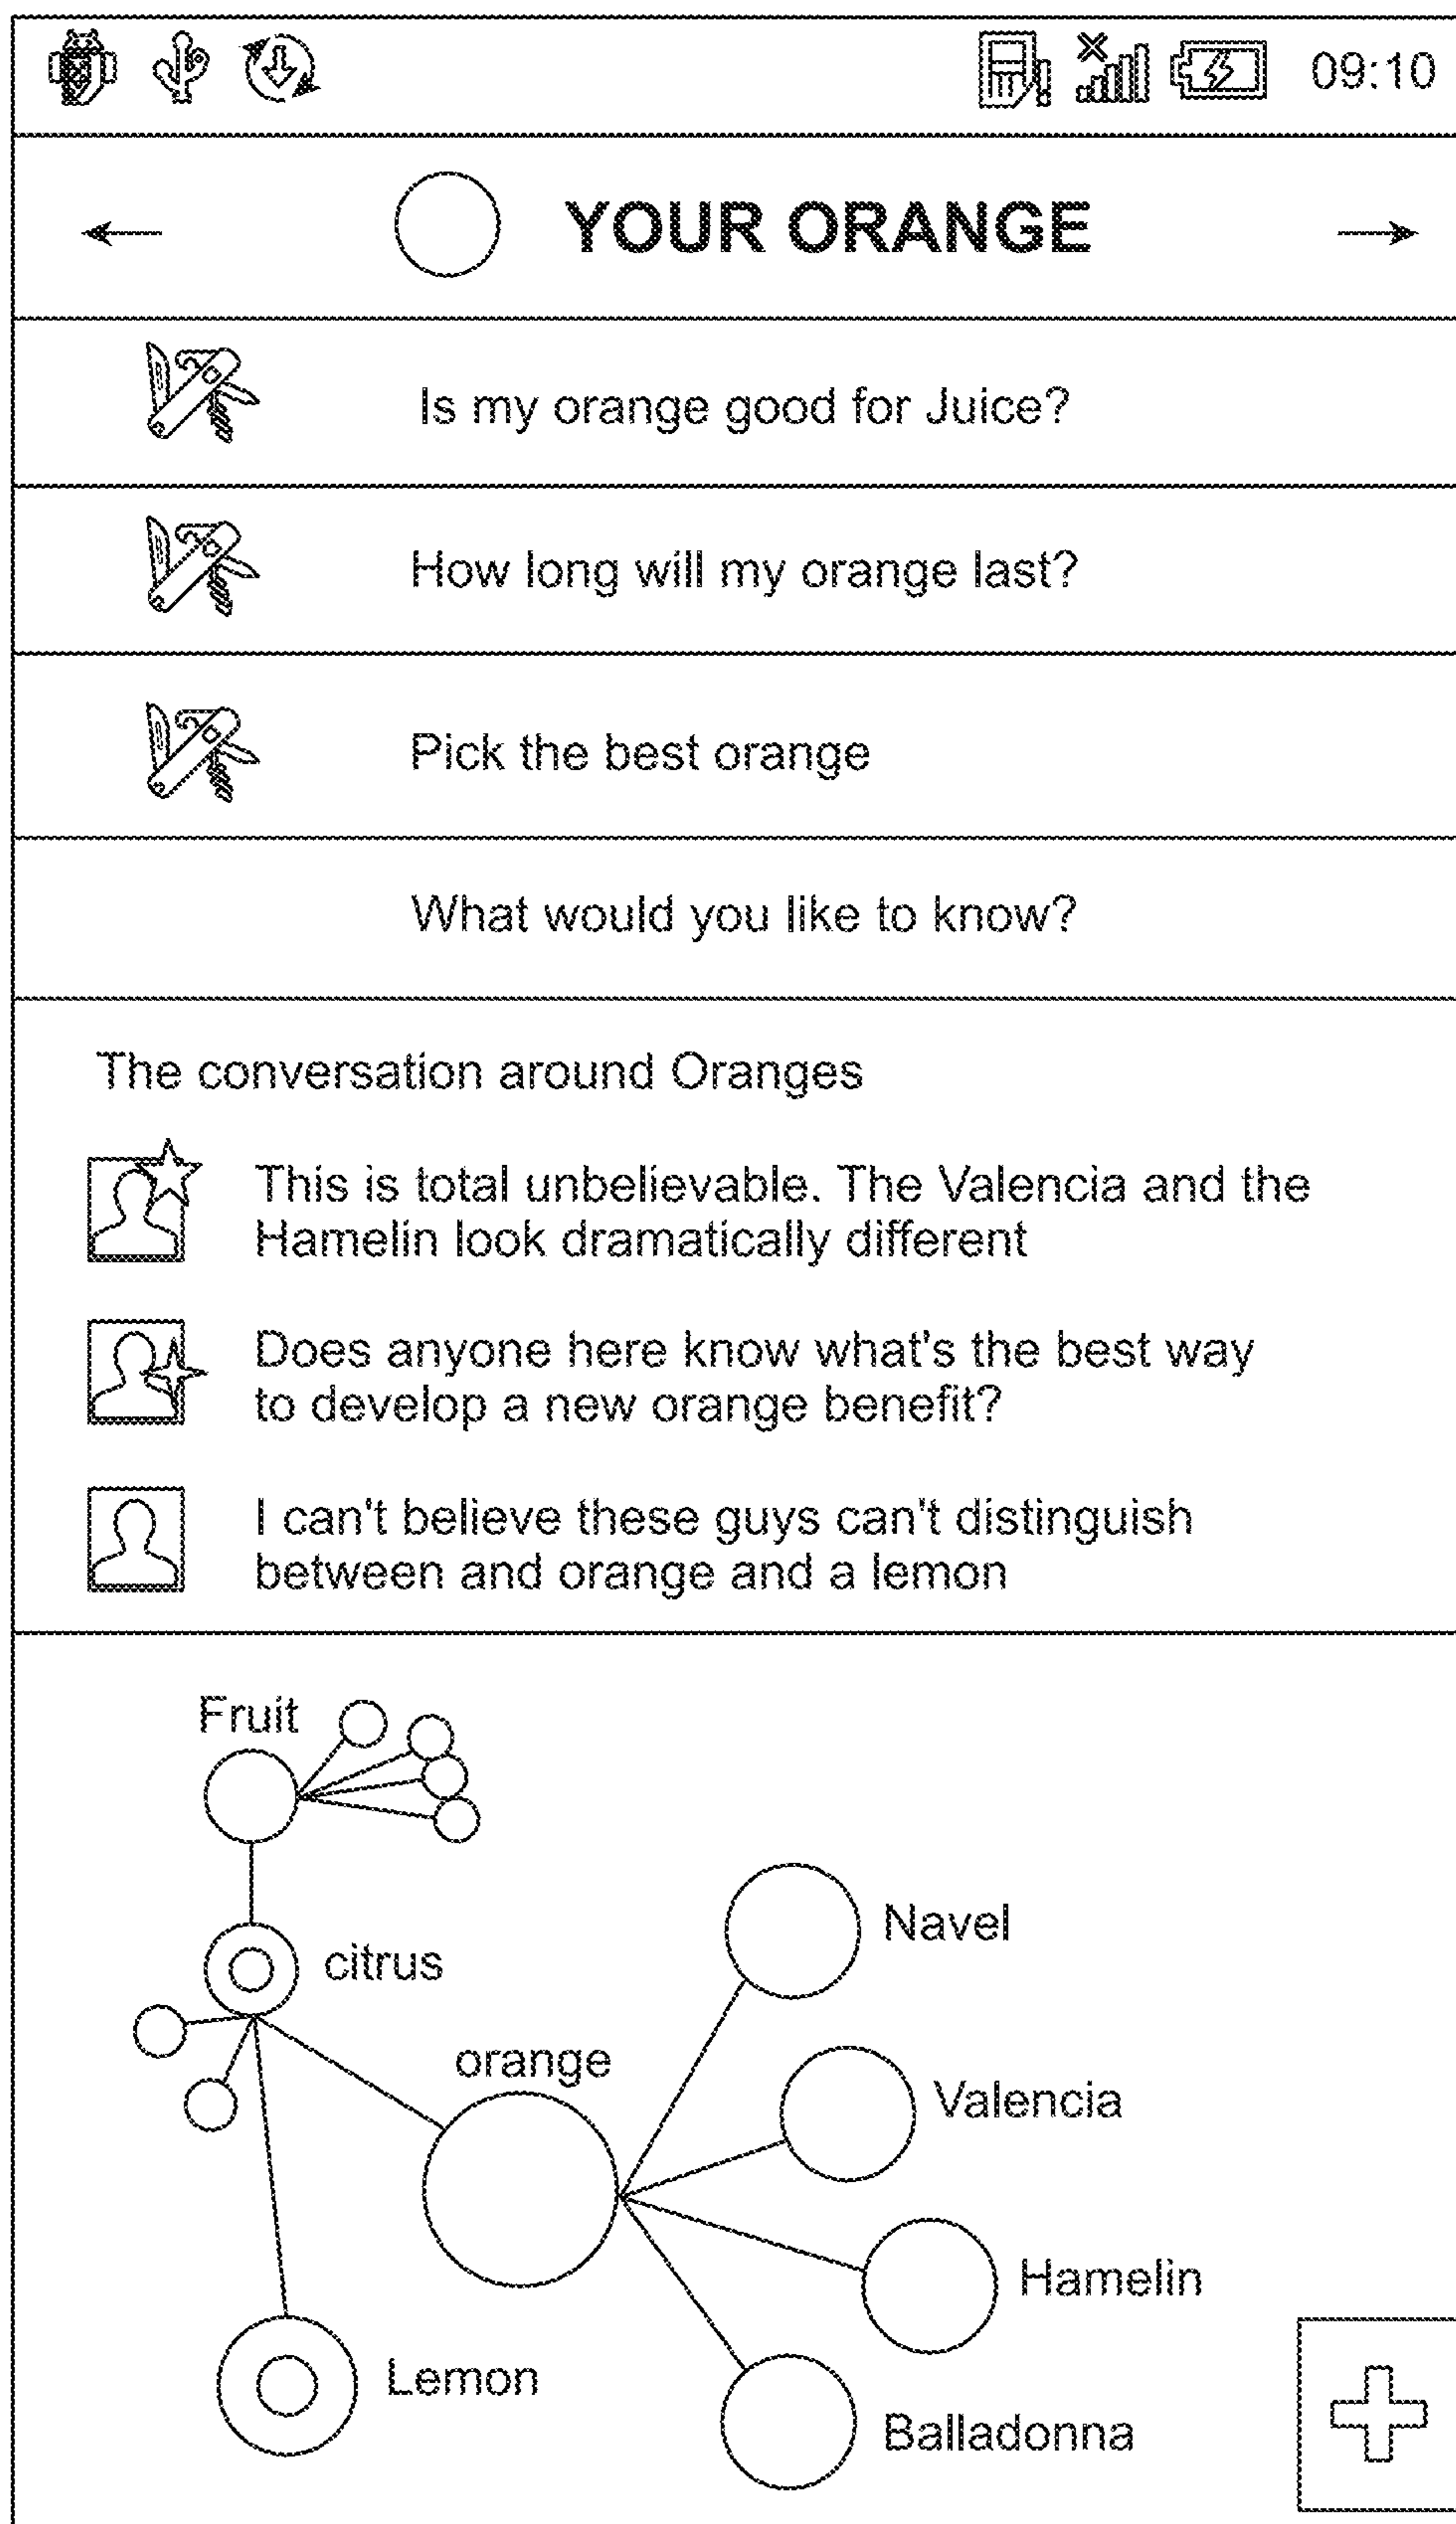 09:10
YOUR ORANGE
Is my orange good for Juice?
How long will my orange last?
Pick the best orange
What would you like to know?
The conversation around Oranges
This is total unbelievable. The Valencia and the
Hamelin look dramatically different
Does anyone here know what's the best way
to develop a new orange benefit?
I can't believe these guys can't distinguish
between and orange and a lemon
Fruit
Navel
citrus
orange
Valencia
Hamelin
Lemon
Balladonna